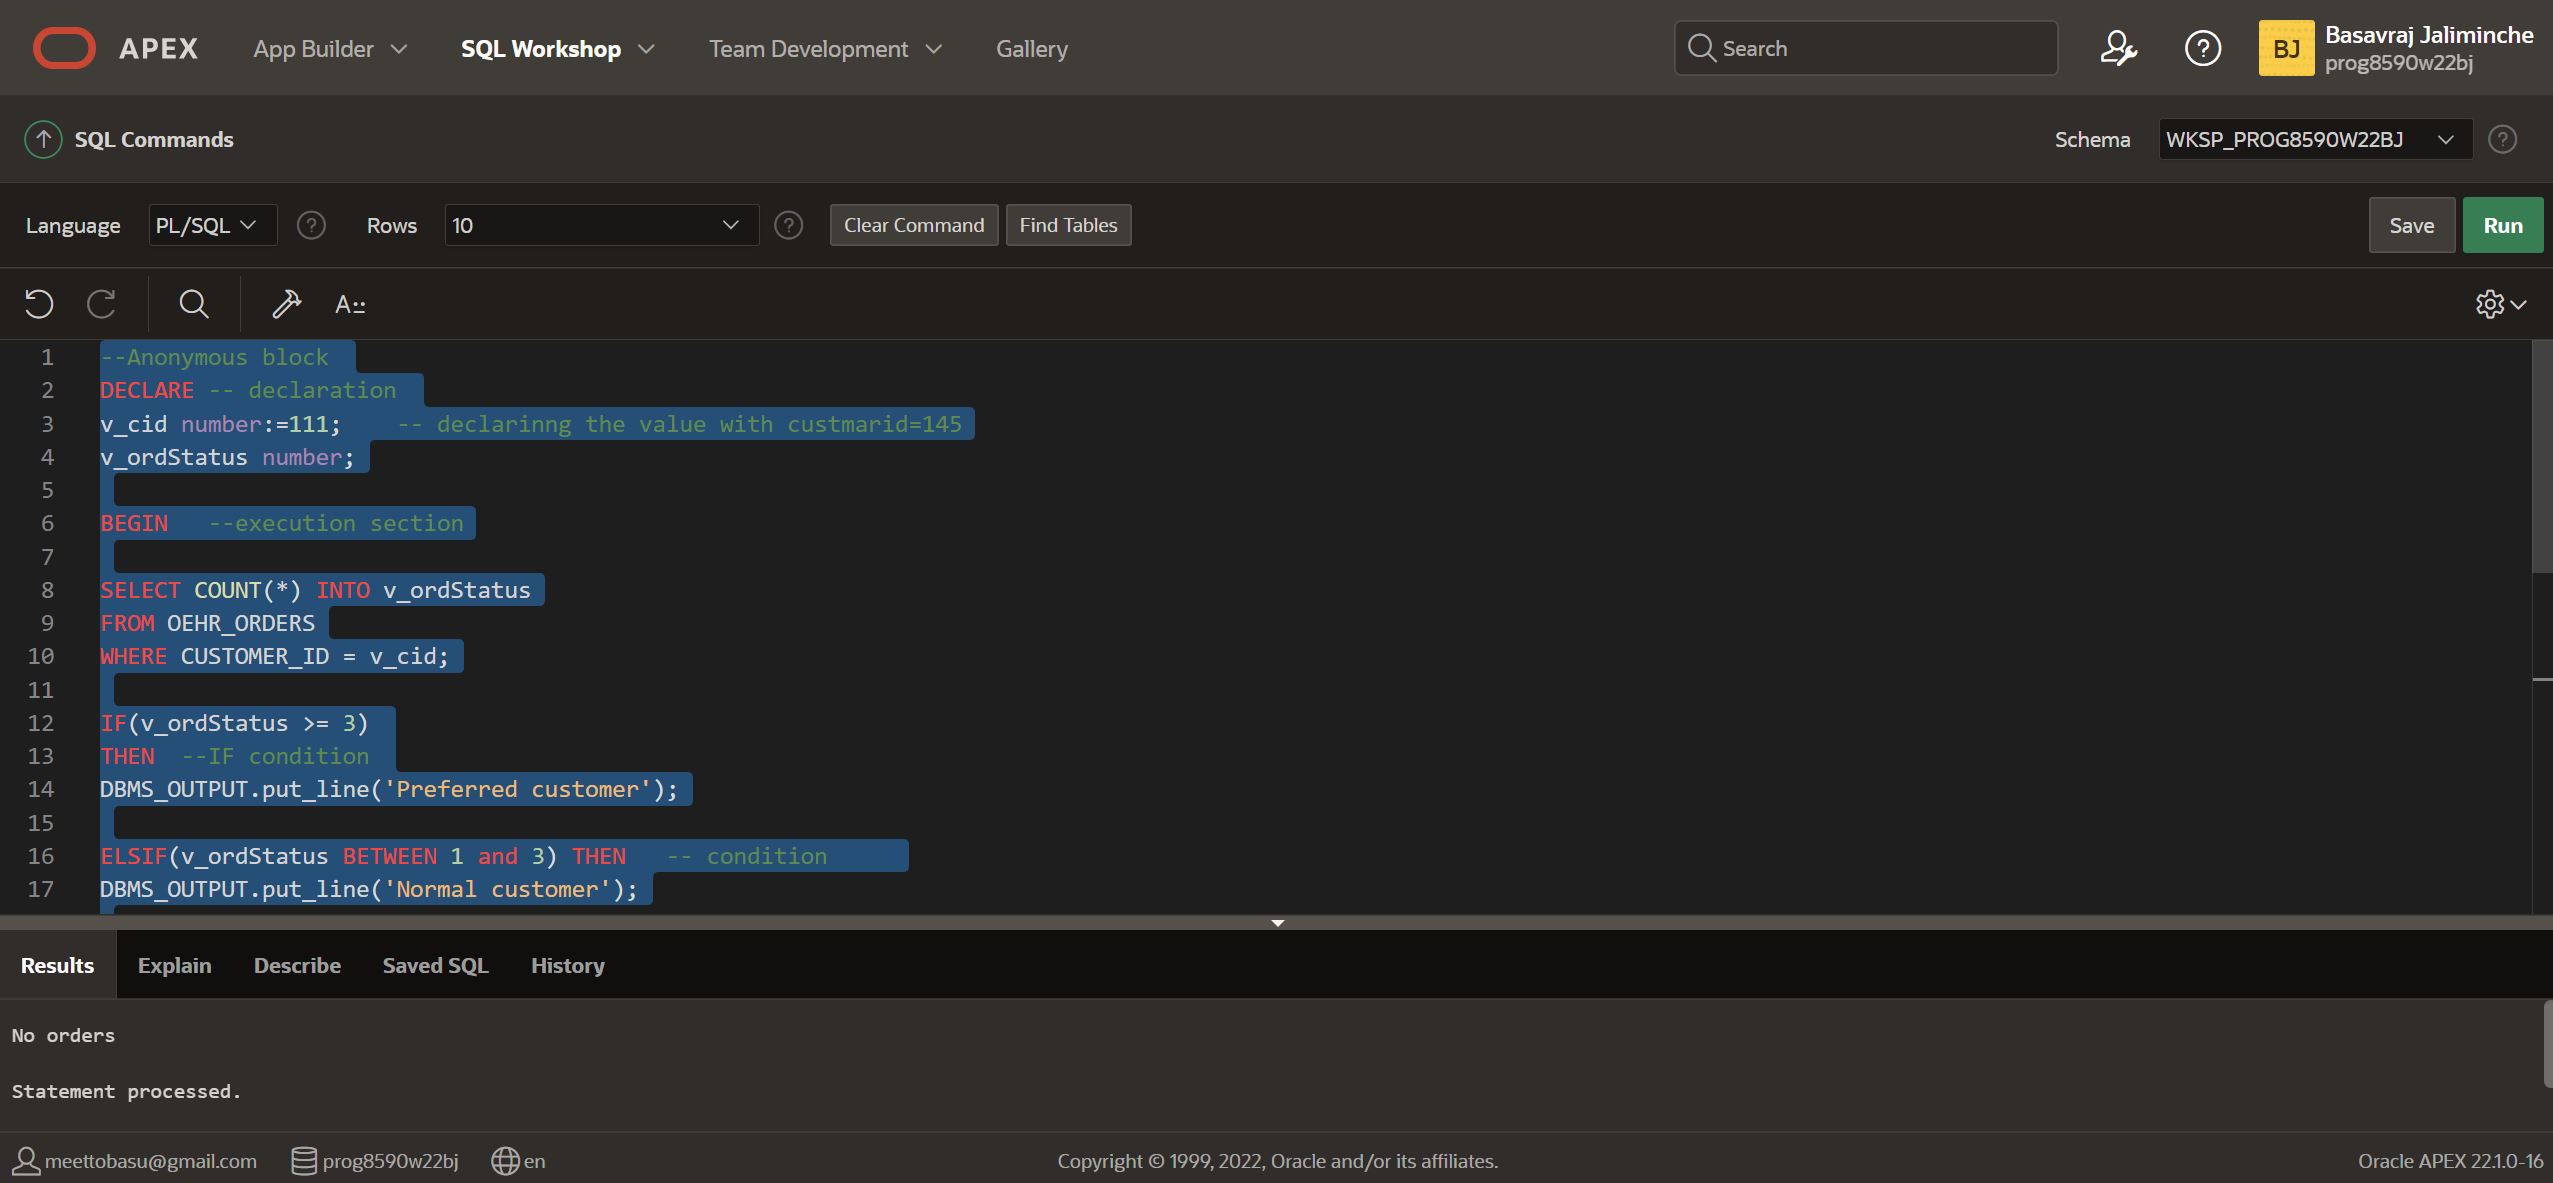 APEX App Builder SQL Workshop Team Development Gallery Search BJ Basavraj Jaliminche
prog8590w22bj
SQL Commands Schema WKSP_PROG8590W22BJ
Language PL/SQL Rows 10 Clear Command Find Tables Save Run
A::
1 --Anonymous block
2 DECLARE -- declaration
3 v_cid number:=111;    -- declarinng the value with custmarid=145
4 v_ordStatus number;
5
6 BEGIN   --execution section
7
8 SELECT COUNT(*) INTO v_ordStatus
9 FROM OEHR_ORDERS
10 WHERE CUSTOMER_ID = v_cid;
11
12 IF(v_ordStatus >= 3)
13 THEN  --IF condition
14 DBMS_OUTPUT.put_line('Preferred customer');
15
16 ELSIF(v_ordStatus BETWEEN 1 and 3) THEN   -- condition
17 DBMS_OUTPUT.put_line('Normal customer');
Results Explain Describe Saved SQL History
No orders
Statement processed.
meettobasu@gmail.com prog8590w22bj en Copyright © 1999, 2022, Oracle and/or its affiliates. Oracle APEX 22.1.0-16